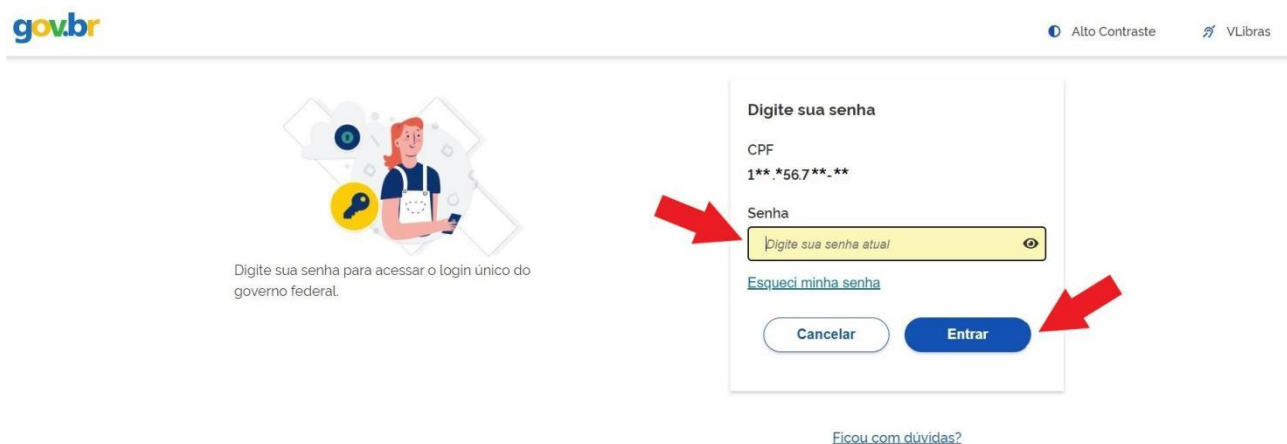 gov.br
Alto Contraste
VLibras
Digite sua senha
CPF
1**.*56.7**-**
Senha
Digite sua senha atual
Digite sua senha para acessar o login único do
governo federal.
Esqueci minha senha
Cancelar
Entrar
Ficou com dúvidas?